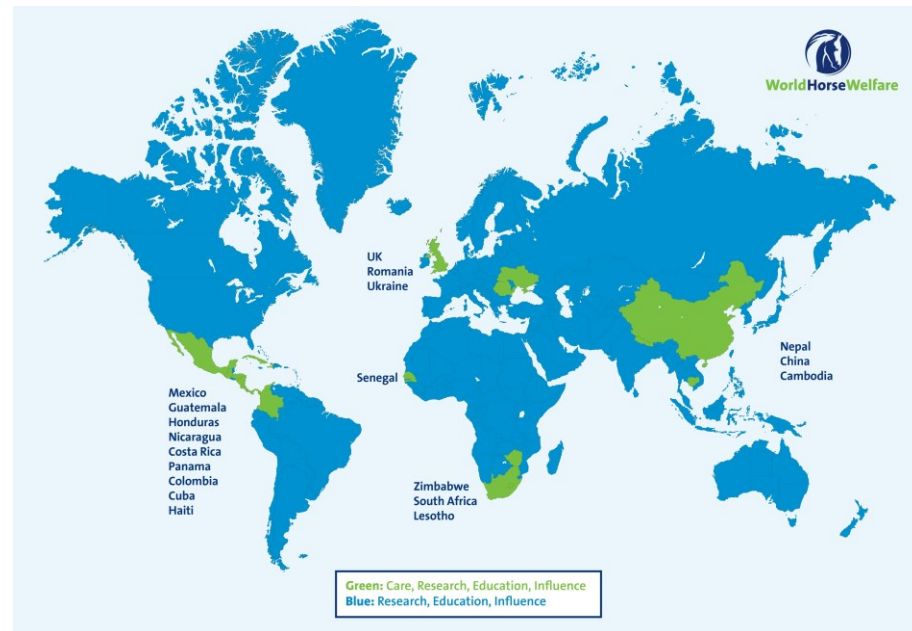 WorldHorseWelfare
UK
Romania
Ukraine
Nepal
China
Cambodia
Senegal
Mexico
Guatemala
Honduras
Nicaragua
Costa Rica
Panama
Colombia
Cuba
Haiti
Zimbabwe
South Africa
Lesotho
Green: Care, Research, Education, Influence
Blue: Research, Education, Influence